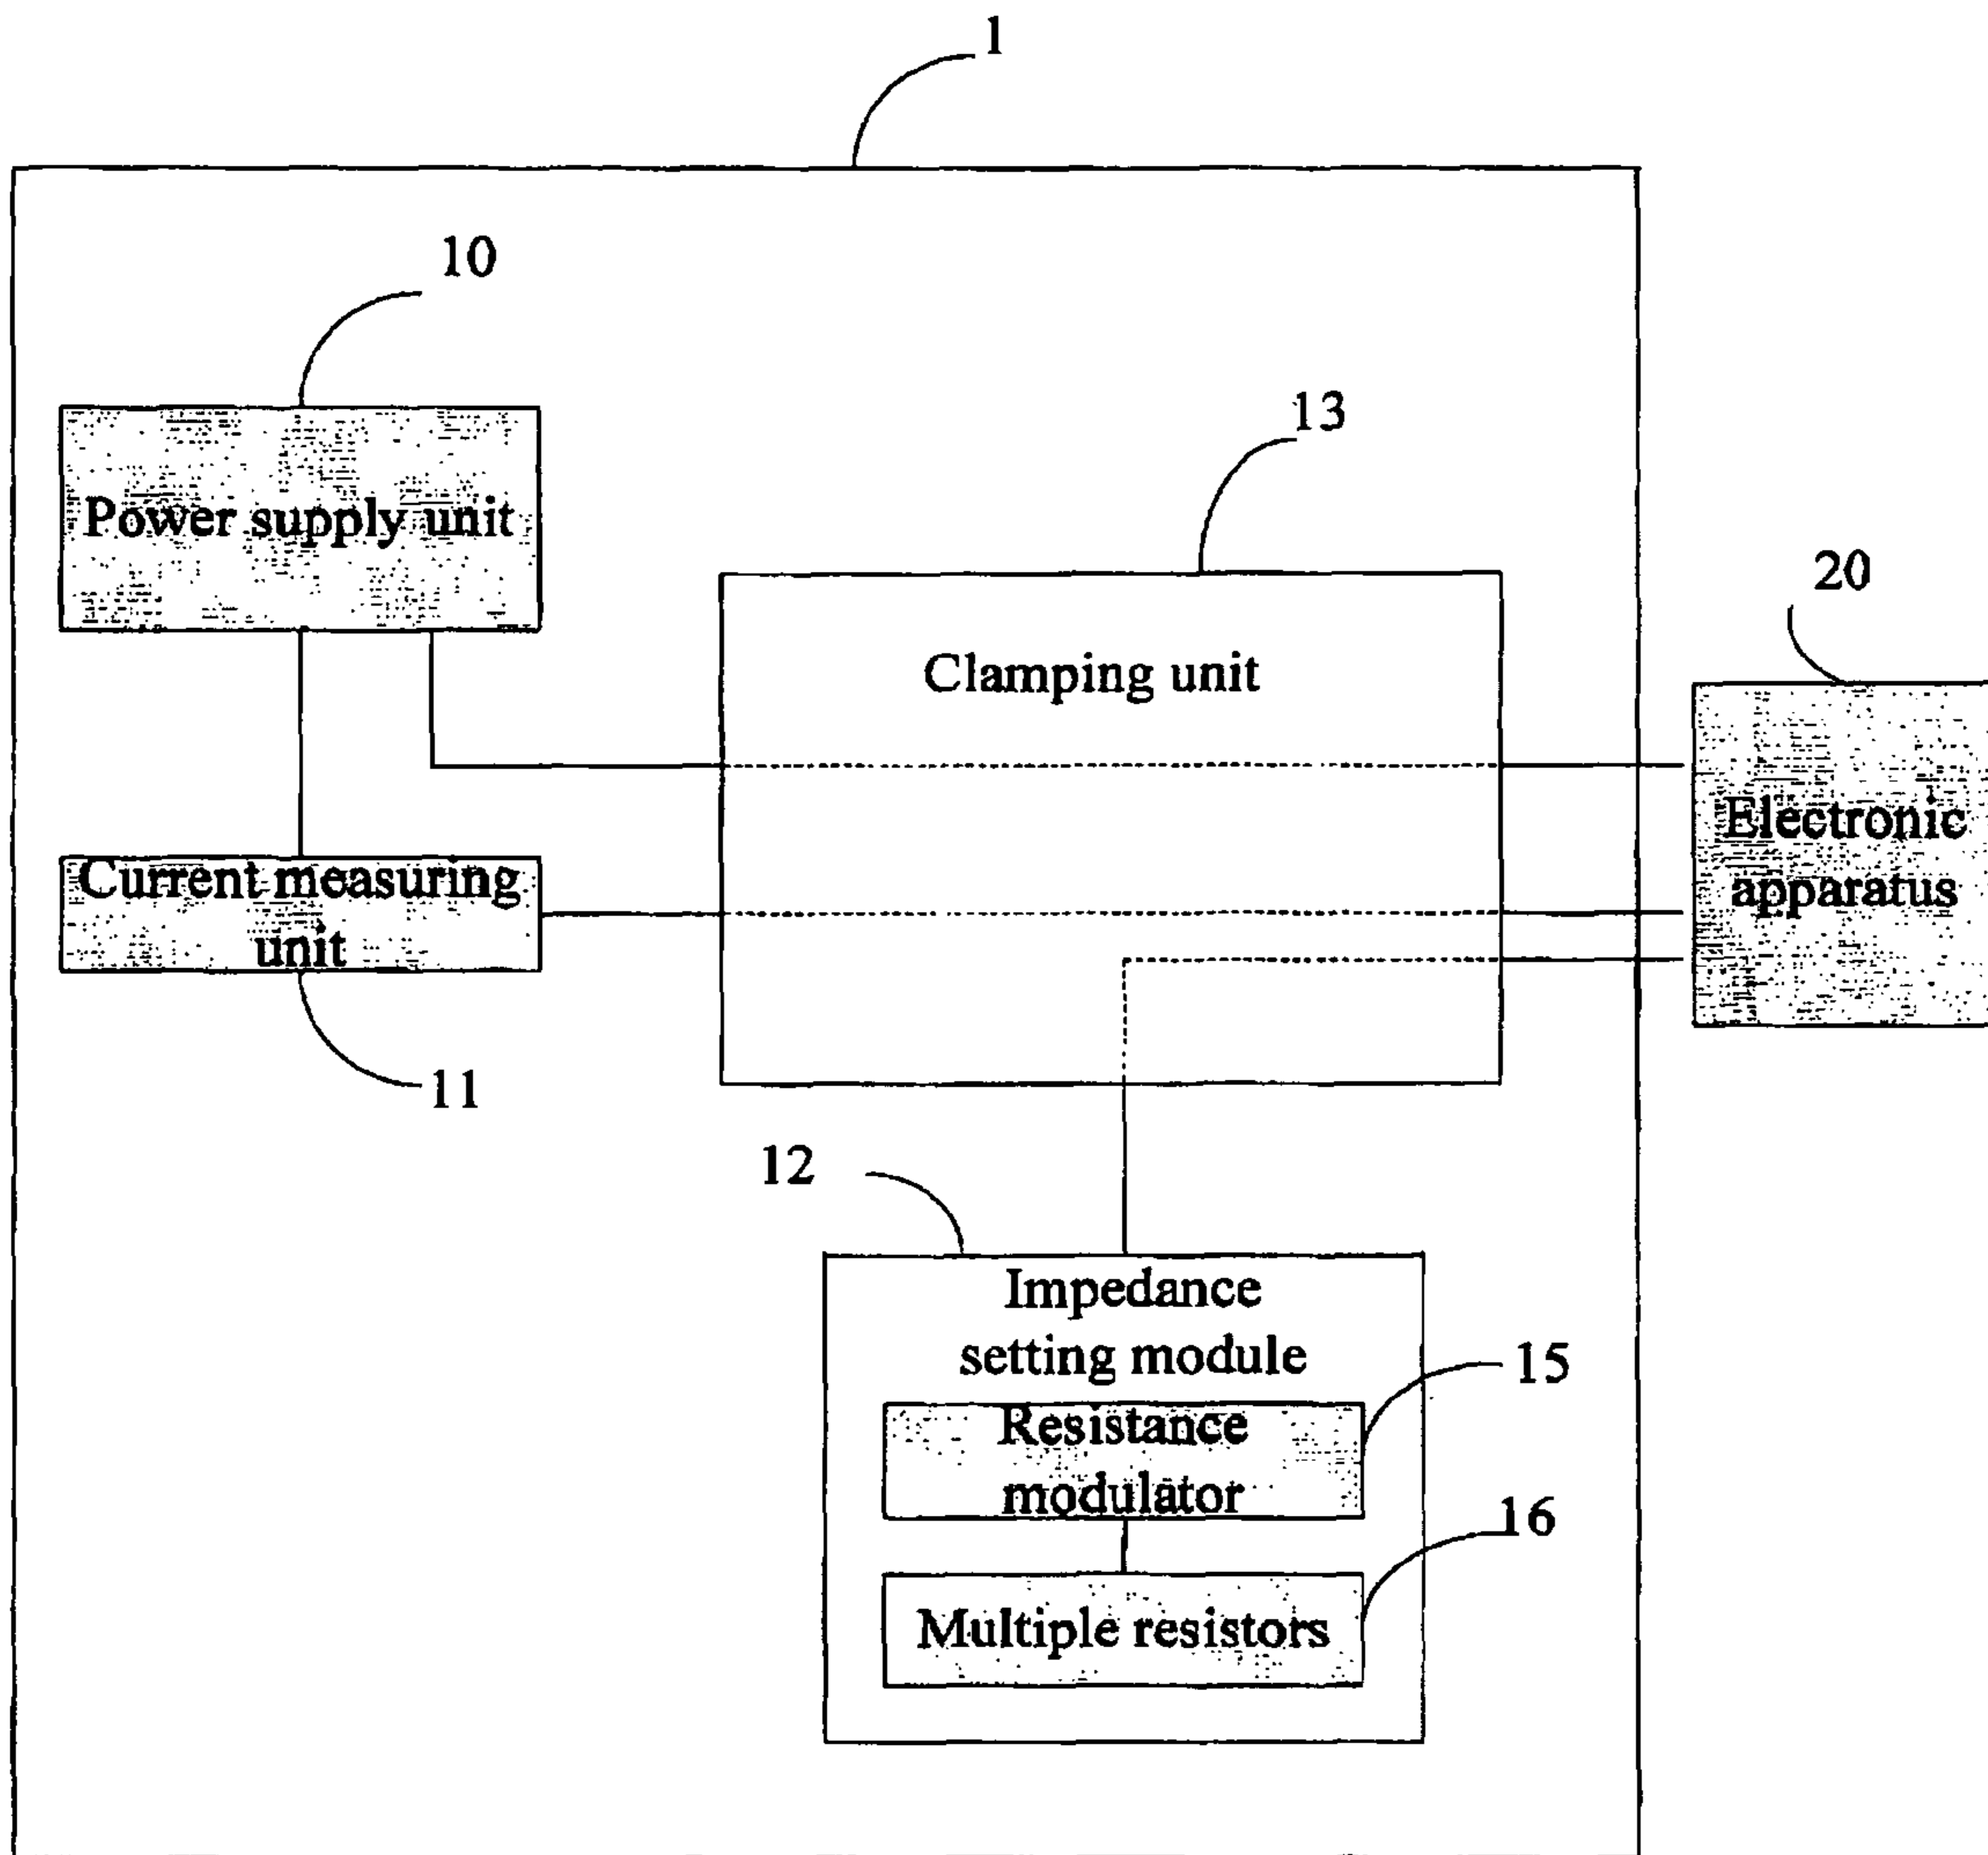 1
10
Power supply unit
13
Clamping unit
20
Electronic
apparatus
Current measuring
unit
11
12
Impedance
setting module
15
Resistance
modulator
16
Multiple resistors